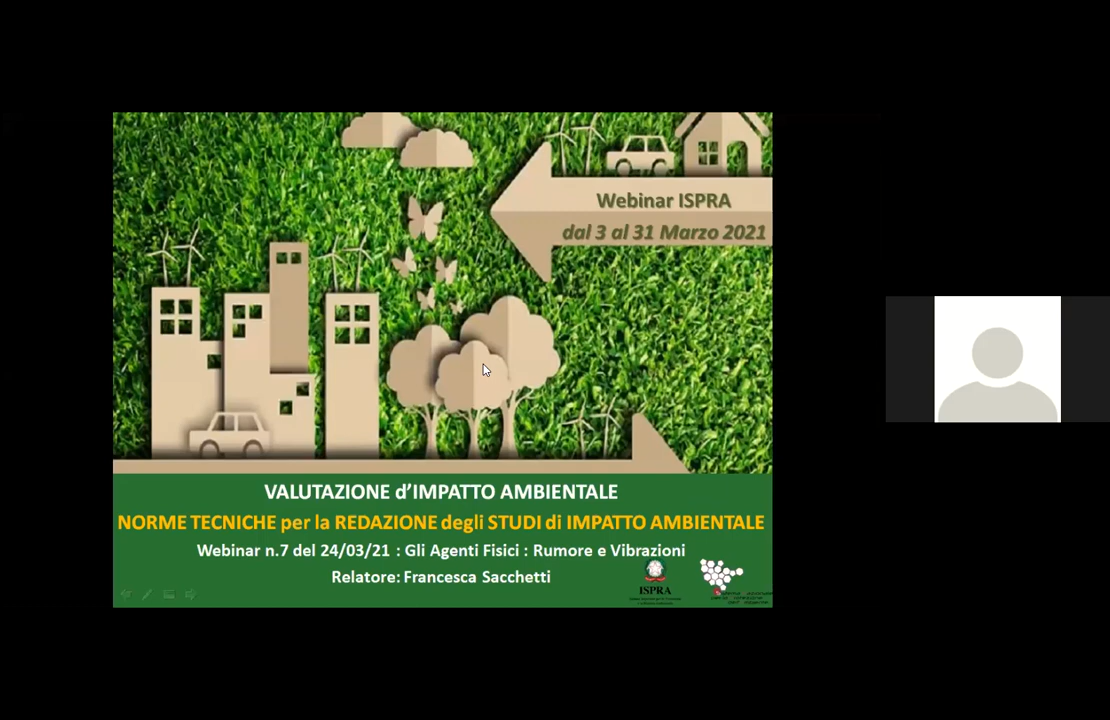 Webinar ISPRA
dal 3 al 31 Marzo 2021
VALUTAZIONE d'IMPATTO AMBIENTALE
NORME TECNICHE per la REDAZIONE degli STUDI di IMPATTO AMBIENTALE
Webinar n.7 del 24/03/21 : Gli Agenti Fisici : Rumore e Vibrazioni
Relatore: Francesca Sacchetti
ISPRA